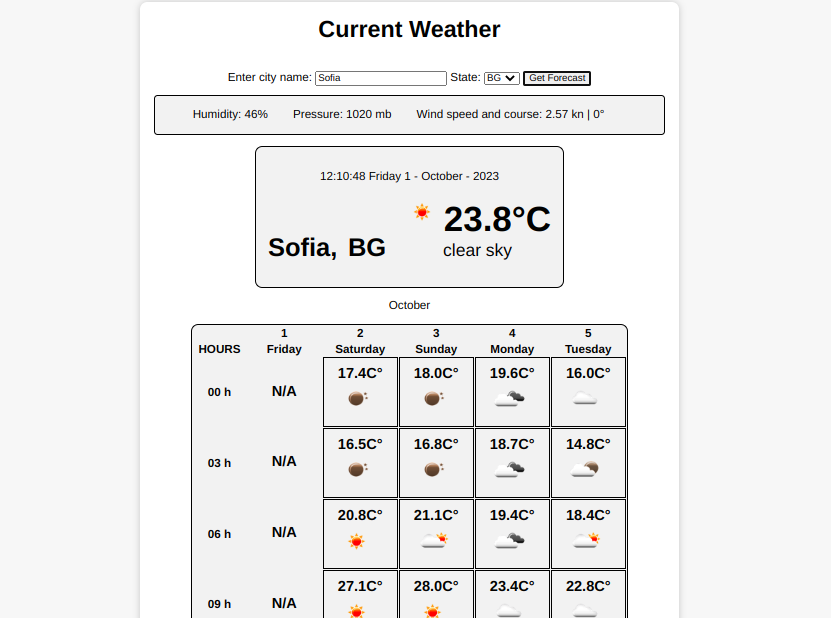 Current Weather
Enter city name: Sofia State: BG Get Forecast
Humidity: 46% Pressure: 1020 mb Wind speed and course: 2.57 kn | 0°
12:10:48 Friday 1 - October - 2023
23.8°C
Sofia, BG clear sky
October
1 2 3 4 5
HOURS Friday Saturday Sunday Monday Tuesday
00 h N/A 17.4C° 18.0C° 19.6C° 16.0C°
03 h N/A 16.5C° 16.8C° 18.7C° 14.8C°
06 h N/A 20.8C° 21.1C° 19.4C° 18.4C°
09 h N/A 27.1C° 28.0C° 23.4C° 22.8C°